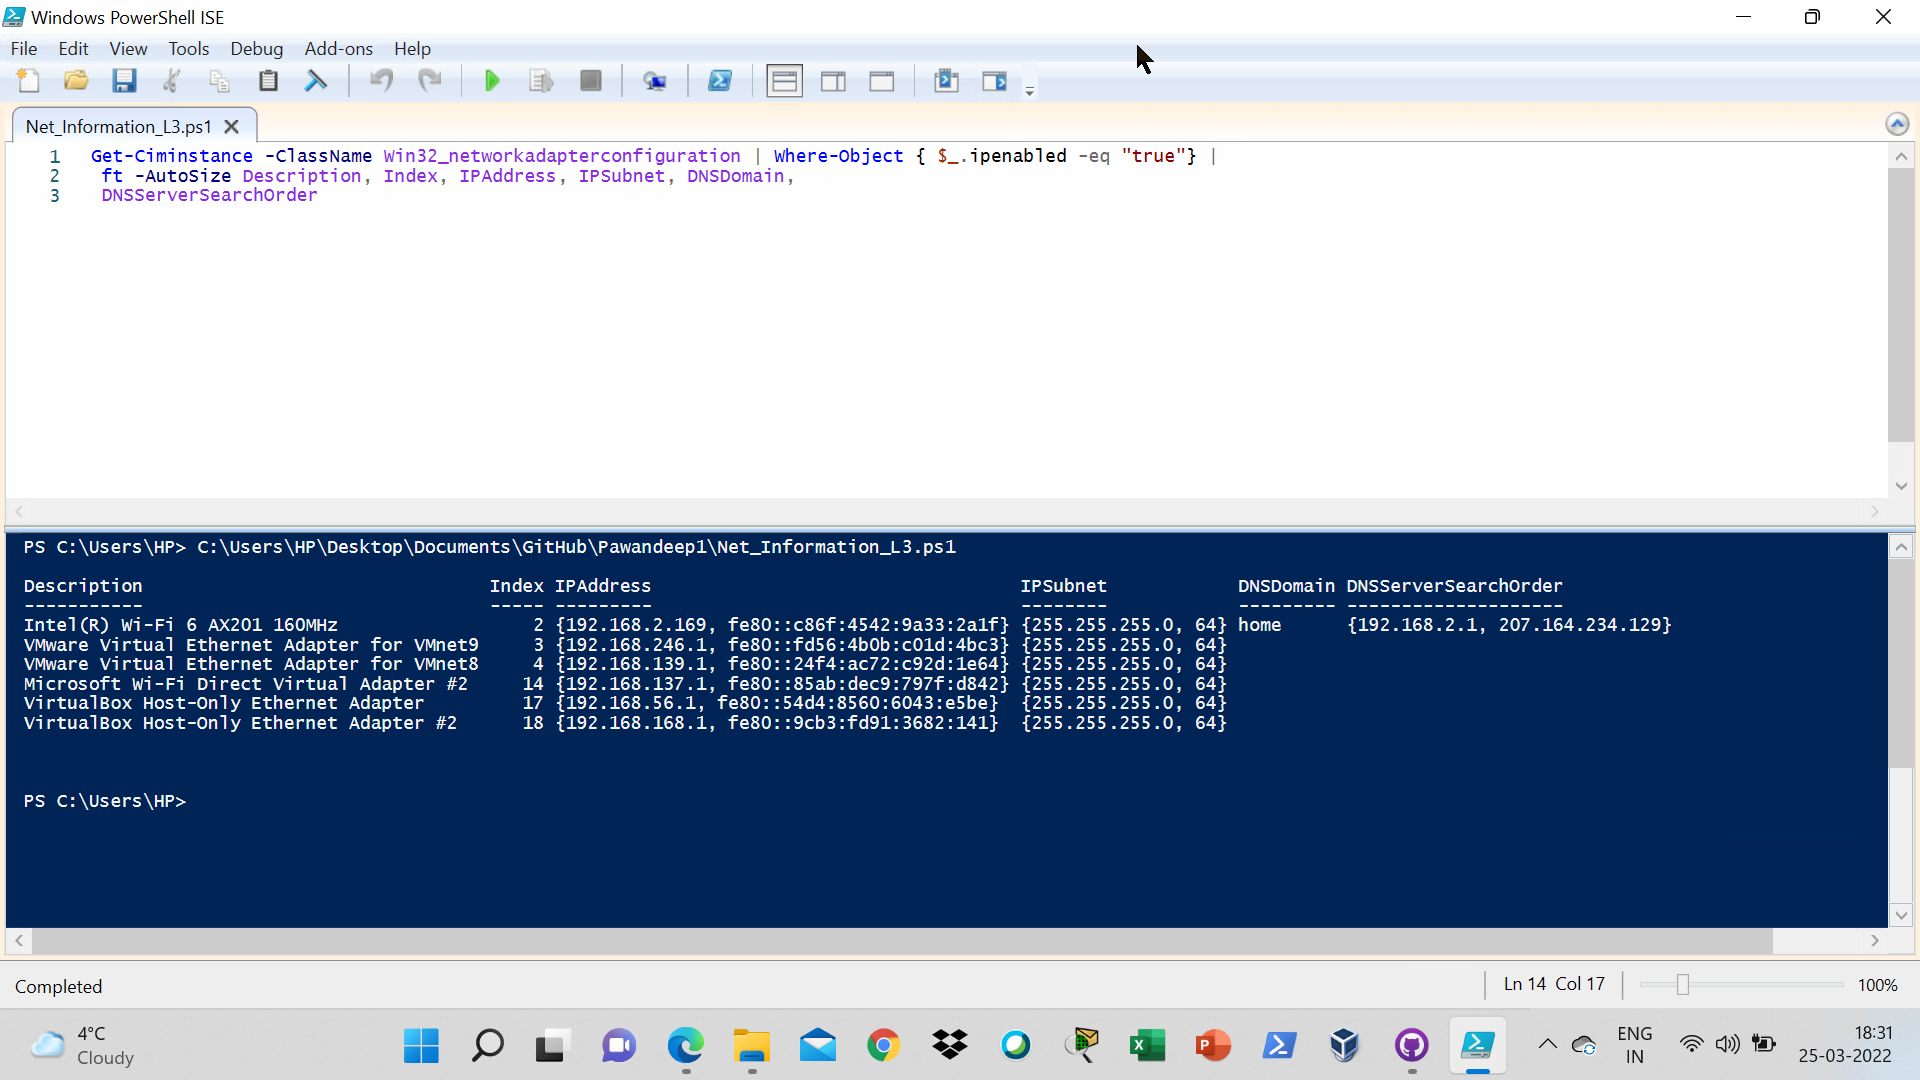 Windows PowerShell ISE
File Edit View Tools Debug Add-ons Help
Net_Information_L3.ps1
1 Get-Ciminstance -ClassName Win32_networkadapterconfiguration | Where-Object { $_.ipenabled -eq "true"} |
2 ft -AutoSize Description, Index, IPAddress, IPSubnet, DNSDomain,
3 DNSServerSearchOrder
PS C:\Users\HP> C:\Users\HP\Desktop\Documents\GitHub\Pawandeep1\Net_Information_L3.ps1
Description Index IPAddress IPSubnet DNSDomain DNSServerSearchOrder
----------- ----- --------- -------- --------- --------------------
Intel(R) Wi-Fi 6 AX201 160MHz 2 {192.168.2.169, fe80::c86f:4542:9a33:2a1f} {255.255.255.0, 64} home {192.168.2.1, 207.164.234.129}
VMware Virtual Ethernet Adapter for VMnet9 3 {192.168.246.1, fe80::fd56:4b0b:c01d:4bc3} {255.255.255.0, 64}
VMware Virtual Ethernet Adapter for VMnet8 4 {192.168.139.1, fe80::24f4:ac72:c92d:1e64} {255.255.255.0, 64}
Microsoft Wi-Fi Direct Virtual Adapter #2 14 {192.168.137.1, fe80::85ab:dec9:797f:d842} {255.255.255.0, 64}
VirtualBox Host-Only Ethernet Adapter 17 {192.168.56.1, fe80::54d4:8560:6043:e5be} {255.255.255.0, 64}
VirtualBox Host-Only Ethernet Adapter #2 18 {192.168.168.1, fe80::9cb3:fd91:3682:141} {255.255.255.0, 64}
PS C:\Users\HP>
Completed Ln 14 Col 17 100%
4°C
Cloudy
ENG
IN
18:31
25-03-2022